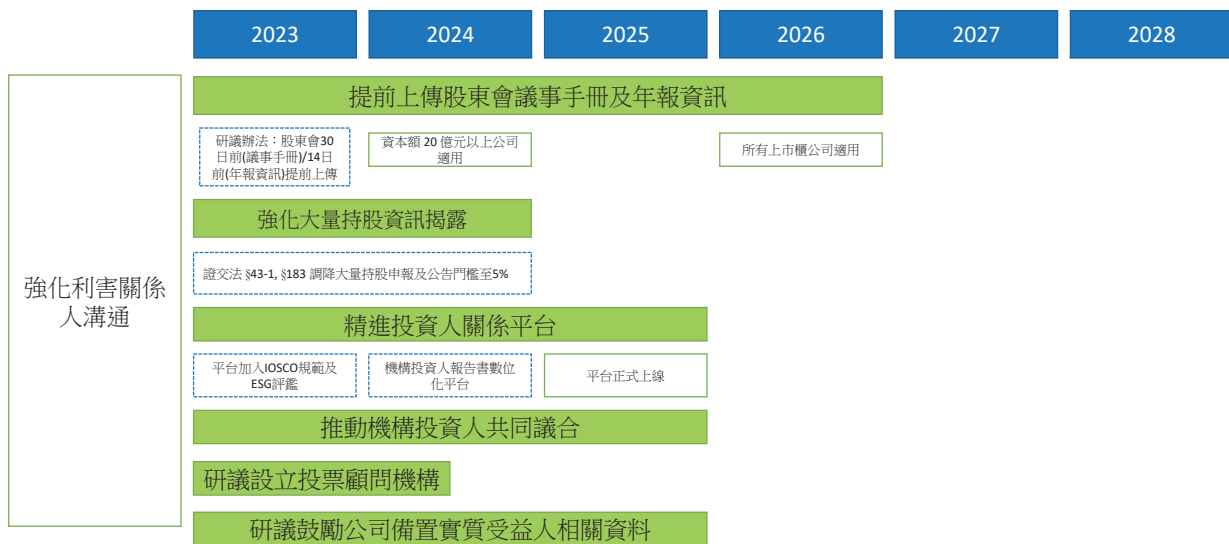 2023
2024
2025
2026
2027
2028
強化利害關係
人溝通
提前上傳股東會議事手冊及年報資訊
研議辦法：股東會30
日前(議事手冊)/14日
前(年報資訊)提前上傳
資本額 20 億元以上公司
適用
所有上市櫃公司適用
強化大量持股資訊揭露
證交法 §43-1, §183 調降大量持股申報及公告門檻至5%
精進投資人關係平台
平台加入IOSCO規範及
ESG評鑑
機構投資人報告書數位
化平台
平台正式上線
推動機構投資人共同議合
研議設立投票顧問機構
研議鼓勵公司備置實質受益人相關資料